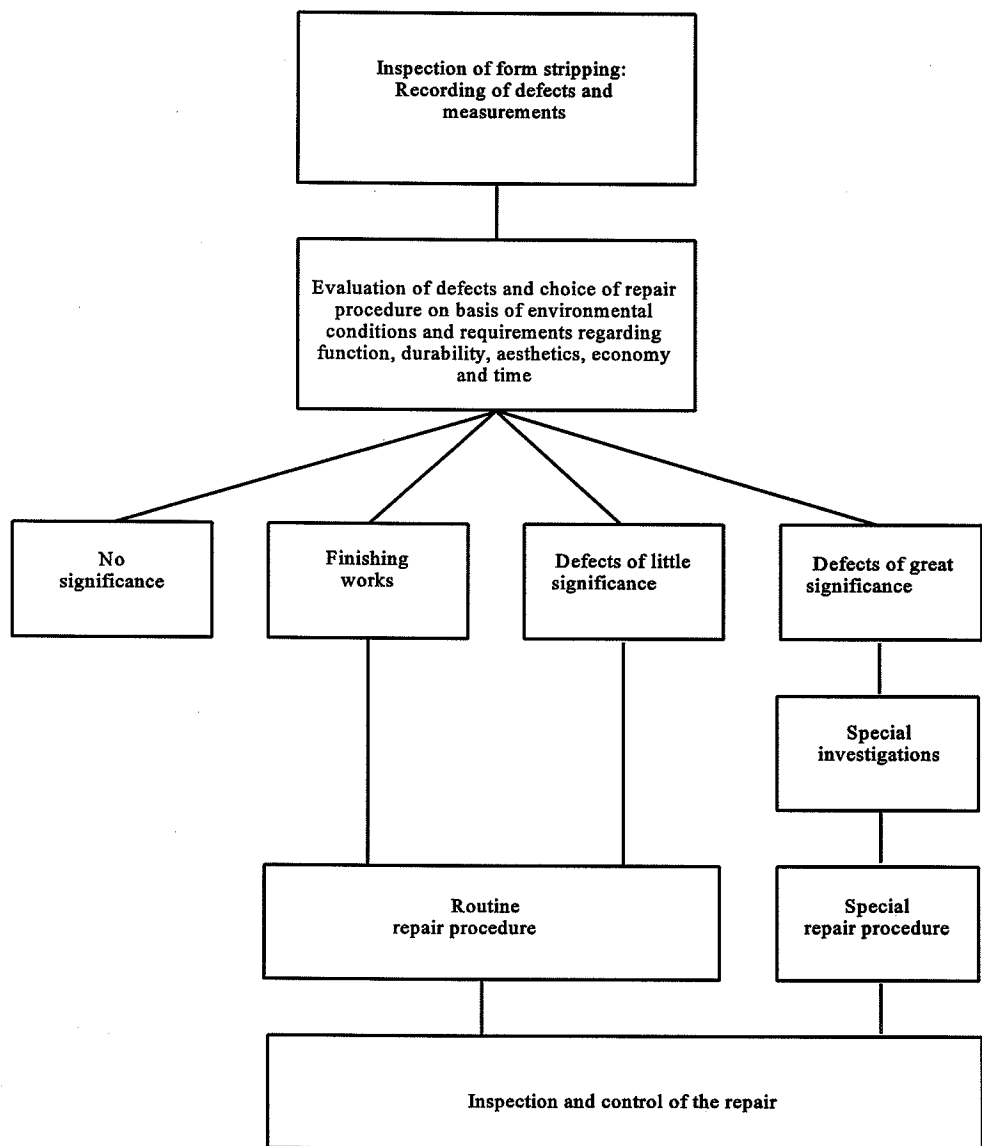 Inspection of form stripping:
Recording of defects and
measurements
Evaluation of defects and choice of repair
procedure on basis of environmental
conditions and requirements regarding
function, durability, aesthetics, economy
and time
No
significance
Finishing
works
Defects of little
significance
Defects of great
significance
Special
investigations
Routine
repair procedure
Special
repair procedure
Inspection and control of the repair